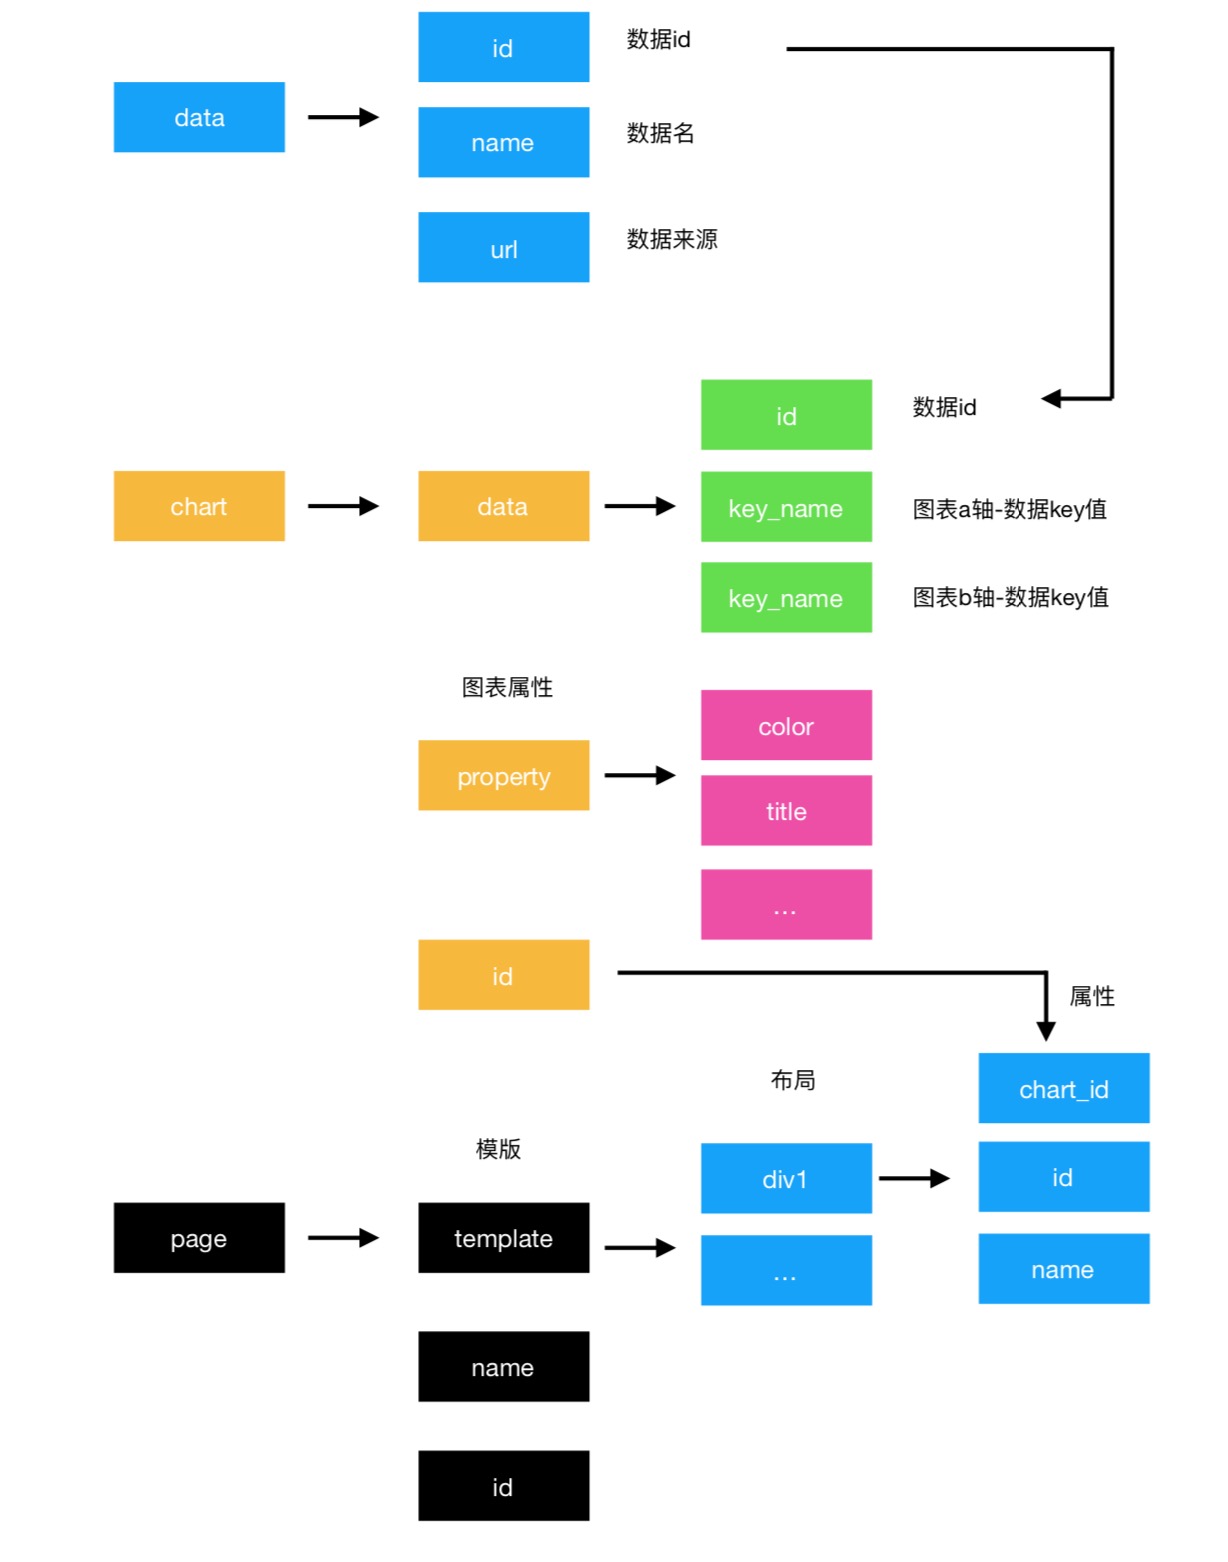 id
数据id
data
name
数据名
url
数据来源
id
数据id
chart
data
key_name
图表a轴-数据key值
key_name
图表b轴-数据key值
图表属性
color
property
title
...
id
属性
布局
chart_id
模版
div1
id
page
template
...
name
name
id